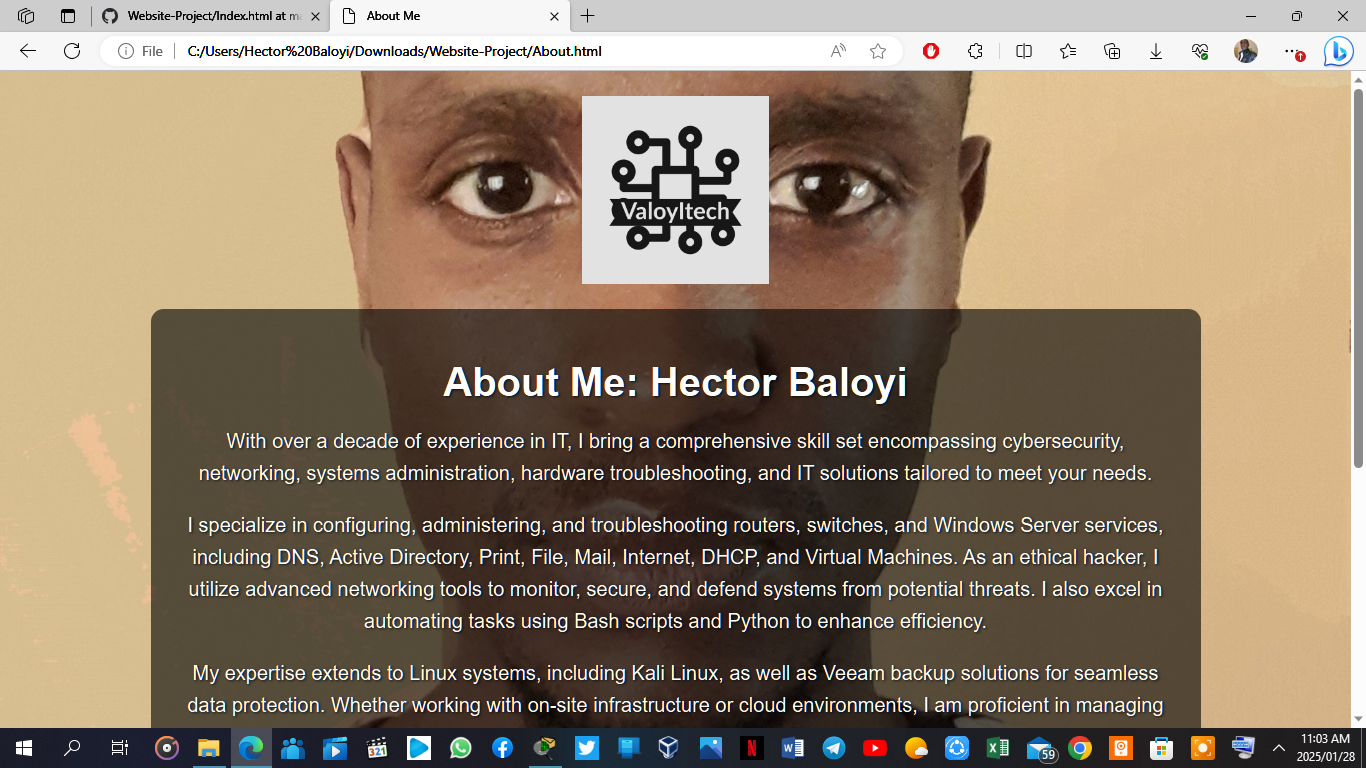 Website-Project/Index.html at ma
About Me
File
C:/Users/Hector%20Baloyi/Downloads/Website-Project/About.html
ValoyItech
About Me: Hector Baloyi
With over a decade of experience in IT, I bring a comprehensive skill set encompassing cybersecurity,
networking, systems administration, hardware troubleshooting, and IT solutions tailored to meet your needs.
I specialize in configuring, administering, and troubleshooting routers, switches, and Windows Server services,
including DNS, Active Directory, Print, File, Mail, Internet, DHCP, and Virtual Machines. As an ethical hacker, I
utilize advanced networking tools to monitor, secure, and defend systems from potential threats. I also excel in
automating tasks using Bash scripts and Python to enhance efficiency.
My expertise extends to Linux systems, including Kali Linux, as well as Veeam backup solutions for seamless
data protection. Whether working with on-site infrastructure or cloud environments, I am proficient in managing
321
59
11:03 AM
2025/01/28